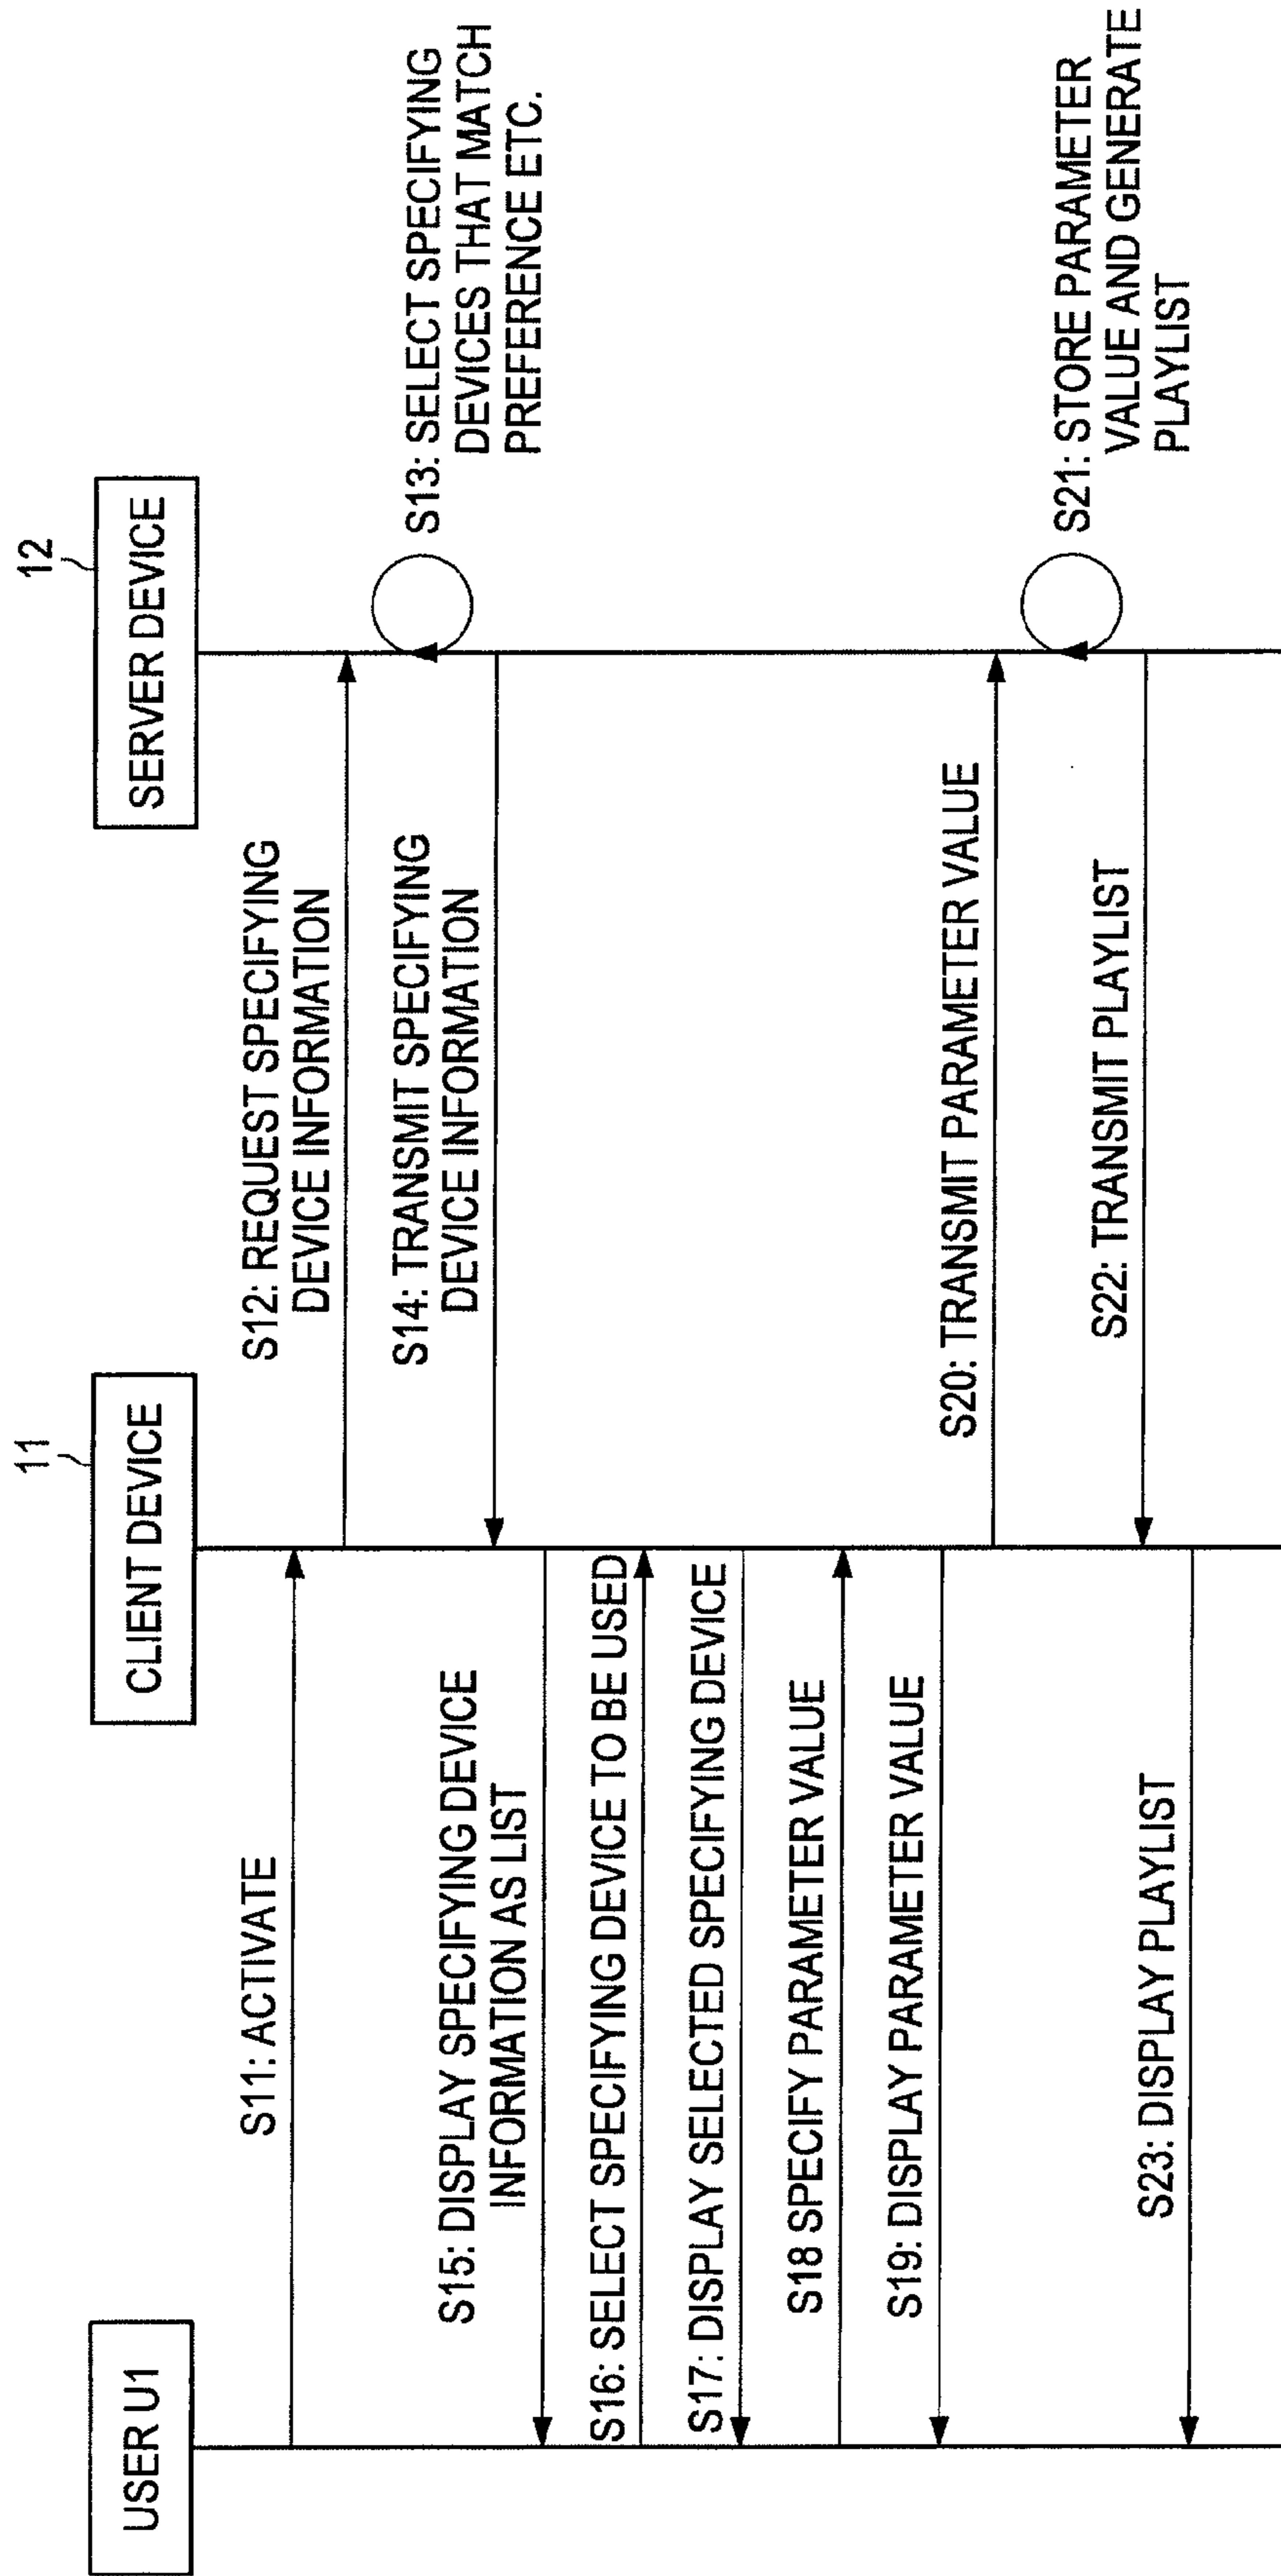 USER U1
11
CLIENT DEVICE
12
SERVER DEVICE
S11: ACTIVATE
S12: REQUEST SPECIFYING
DEVICE INFORMATION
S13: SELECT SPECIFYING
DEVICES THAT MATCH
PREFERENCE ETC.
S14: TRANSMIT SPECIFYING
DEVICE INFORMATION
S15: DISPLAY SPECIFYING DEVICE
INFORMATION AS LIST
S16: SELECT SPECIFYING DEVICE TO BE USED
S17: DISPLAY SELECTED SPECIFYING DEVICE
S18 SPECIFY PARAMETER VALUE
S19: DISPLAY PARAMETER VALUE
S20: TRANSMIT PARAMETER VALUE
S21: STORE PARAMETER
VALUE AND GENERATE
PLAYLIST
S22: TRANSMIT PLAYLIST
S23: DISPLAY PLAYLIST